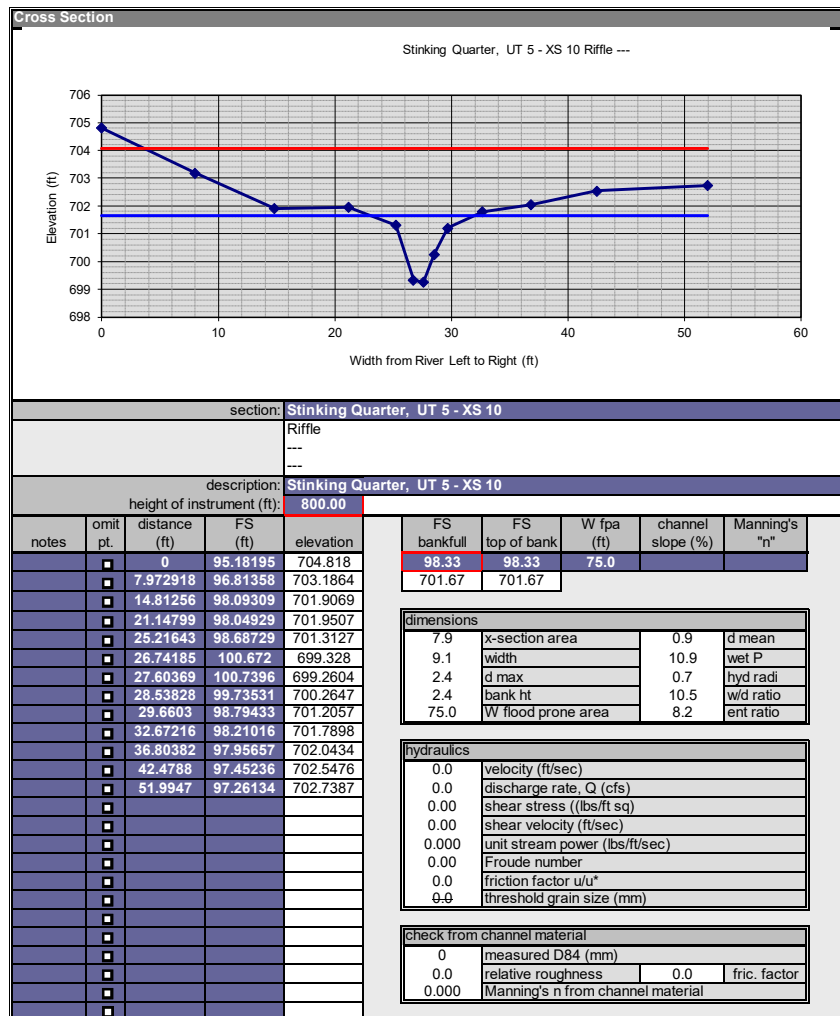 Cross Section
Stinking Quarter, UT 5 - XS 10 Riffle ---
706
705
704
703
702
701
700
699
698
Elevation (ft)
0 10 20 30 40 50 60
Width from River Left to Right (ft)
section: Stinking Quarter, UT 5 - XS 10
Riffle
---
---
description: Stinking Quarter, UT 5 - XS 10
height of instrument (ft): 800.00
notes omit pt. distance (ft) FS (ft) elevation
0 95.18195 704.818
7.972918 96.81358 703.1864
14.81256 98.09309 701.9069
21.14799 98.04929 701.9507
25.21643 98.68729 701.3127
26.74185 100.672 699.328
27.60369 100.7396 699.2604
28.53828 99.73531 700.2647
29.6603 98.79433 701.2057
32.67216 98.21016 701.7898
36.80382 97.95657 702.0434
42.4788 97.45236 702.5476
51.9947 97.26134 702.7387
FS bankfull FS top of bank W fpa (ft) channel slope (%) Manning's "n"
98.33 98.33 75.0
701.67 701.67
dimensions
7.9 x-section area 0.9 d mean
9.1 width 10.9 wet P
2.4 d max 0.7 hyd radi
2.4 bank ht 10.5 w/d ratio
75.0 W flood prone area 8.2 ent ratio
hydraulics
0.0 velocity (ft/sec)
0.0 discharge rate, Q (cfs)
0.00 shear stress ((lbs/ft sq)
0.00 shear velocity (ft/sec)
0.000 unit stream power (lbs/ft/sec)
0.00 Froude number
0.0 friction factor u/u*
0.0 threshold grain size (mm)
check from channel material
0 measured D84 (mm)
0.0 relative roughness 0.0 fric. factor
0.000 Manning's n from channel material